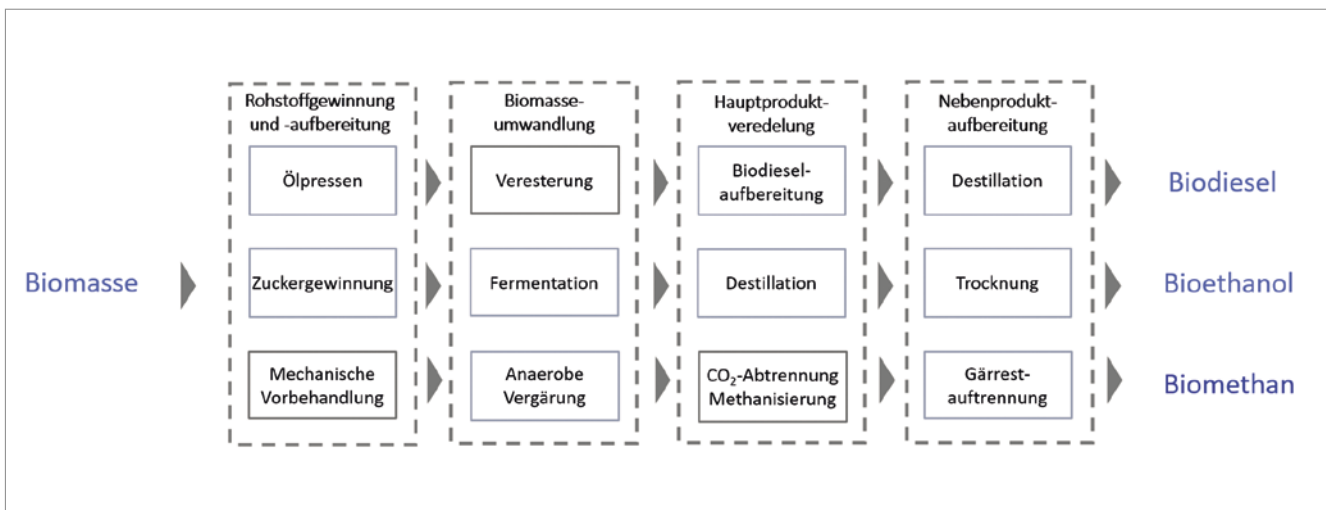 Rohstoffgewinnung
und -aufbereitung
Biomasse-
umwandlung
Hauptprodukt-
veredelung
Nebenprodukt-
aufbereitung
Ölpressen
Veresterung
Biodiesel-
aufbereitung
Destillation
Biodiesel
Biomasse
Zuckergewinnung
Fermentation
Destillation
Trocknung
Bioethanol
Mechanische
Vorbehandlung
Anaerobe
Vergärung
CO₂-Abtrennung
Methanisierung
Gärrest-
auftrennung
Biomethan